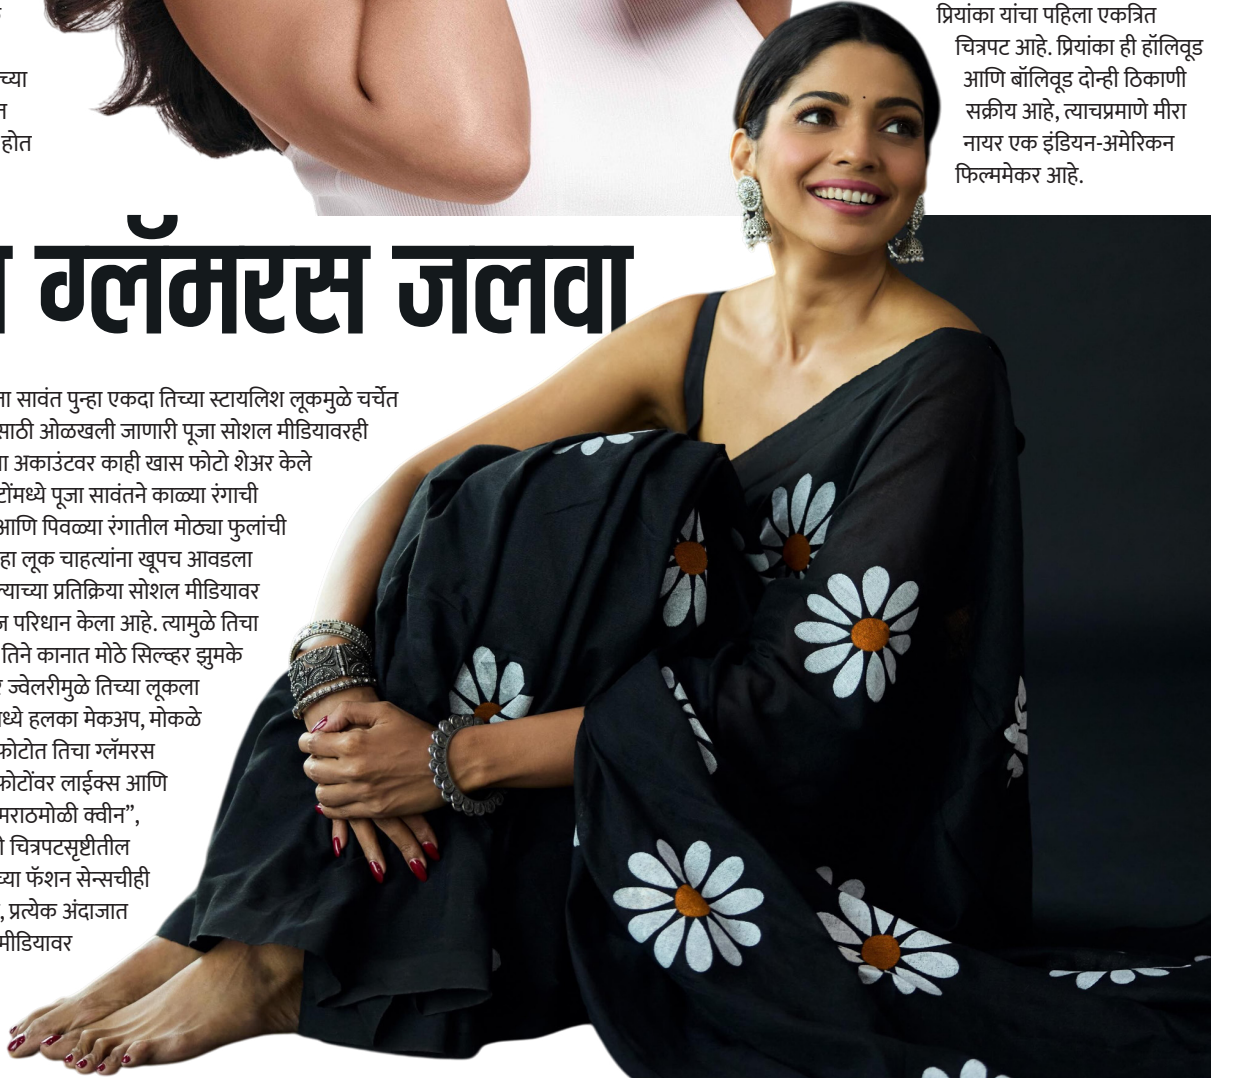 च्या
होत
प्रियांका यांचा पहिला एकत्रित
चित्रपट आहे. प्रियांका ही हॉलिवूड
आणि बॉलिवूड दोन्ही ठिकाणी
सक्रीय आहे, त्याचप्रमाणे मीरा
नायर एक इंडियन-अमेरिकन
फिल्ममेकर आहे.
ग्लॅमरस जलवा
सावंत पुन्हा एकदा तिच्या स्टायलिश लूकमुळे चर्चेत
साठी ओळखली जाणारी पूजा सोशल मीडियावरही
अकाउंटवर काही खास फोटो शेअर केले
टोंमध्ये पूजा सावंतने काळ्या रंगाची
आणि पिवळ्या रंगातील मोठ्या फुलांची
हा लूक चाहत्यांना खूपच आवडला
ल्याच्या प्रतिक्रिया सोशल मीडियावर
परिधान केला आहे. त्यामुळे तिचा
तिने कानात मोठे सिल्व्हर झुमके
ज्वेलरीमुळे तिच्या लूकला
ध्ये हलका मेकअप, मोकळे
फोटोत तिचा ग्लॅमरस
फोटोंवर लाईक्स आणि
मराठमोळी क्वीन”,
चित्रपटसृष्टीतील
च्या फॅशन सेन्सचीही
, प्रत्येक अंदाजात
मीडियावर